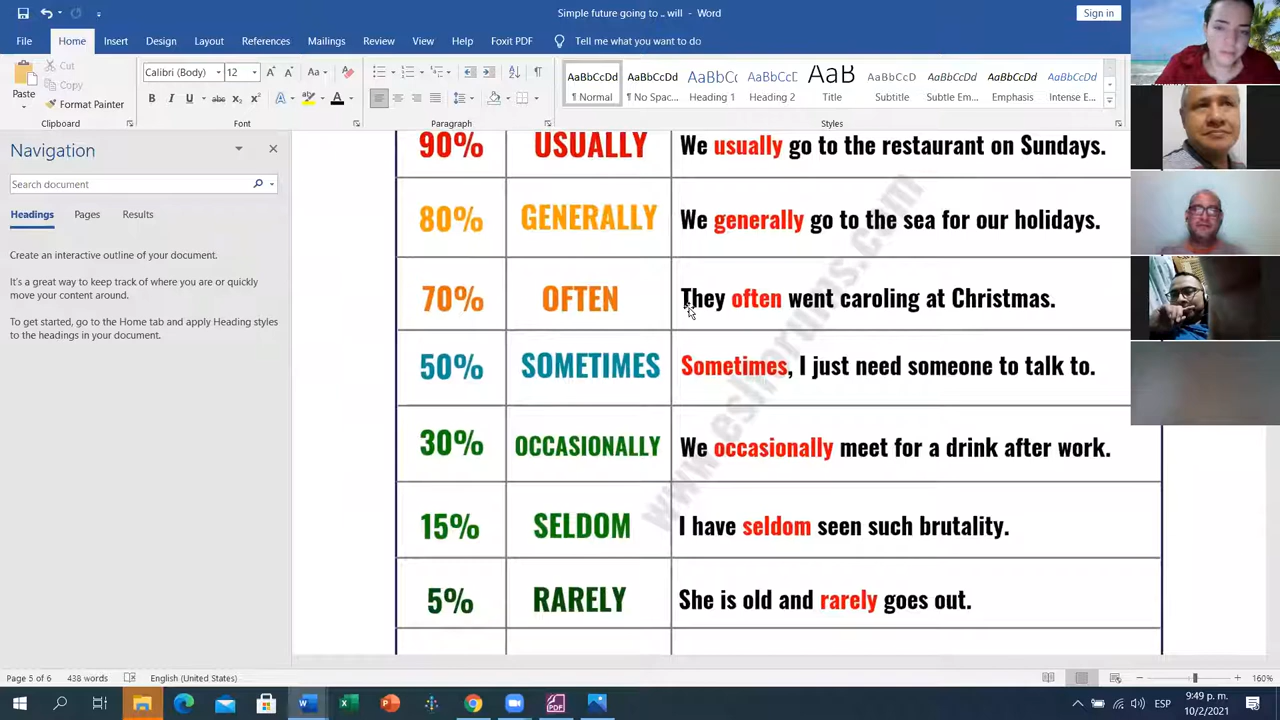 Simple future going to .. will - Word
Sign in
File Home Insert Design Layout References Mailings Review View Help Foxit PDF Tell me what you want to do
Paste
Cut
Copy
Format Painter
Calibri (Body) 12
AaBbCcDd AaBbCcDd AaBbCc AaBbCcD AaB AaBbCcD AaBbCcDd AaBbCcDd AaBbCcDd
¶ Normal ¶ No Spac... Heading 1 Heading 2 Title Subtitle Subtle Em... Emphasis Intense E...
Clipboard Font Paragraph Styles
Navigation
Search document
Headings Pages Results
Create an interactive outline of your document.
It's a great way to keep track of where you are or quickly
move your content around.
To get started, go to the Home tab and apply Heading styles
to the headings in your document.
90% USUALLY We usually go to the restaurant on Sundays.
80% GENERALLY We generally go to the sea for our holidays.
70% OFTEN They often went caroling at Christmas.
50% SOMETIMES Sometimes, I just need someone to talk to.
30% OCCASIONALLY We occasionally meet for a drink after work.
15% SELDOM I have seldom seen such brutality.
5% RARELY She is old and rarely goes out.
www.eslforums.com
Page 5 of 6 438 words English (United States) 160%
ESP
9:49 p. m.
10/2/2021